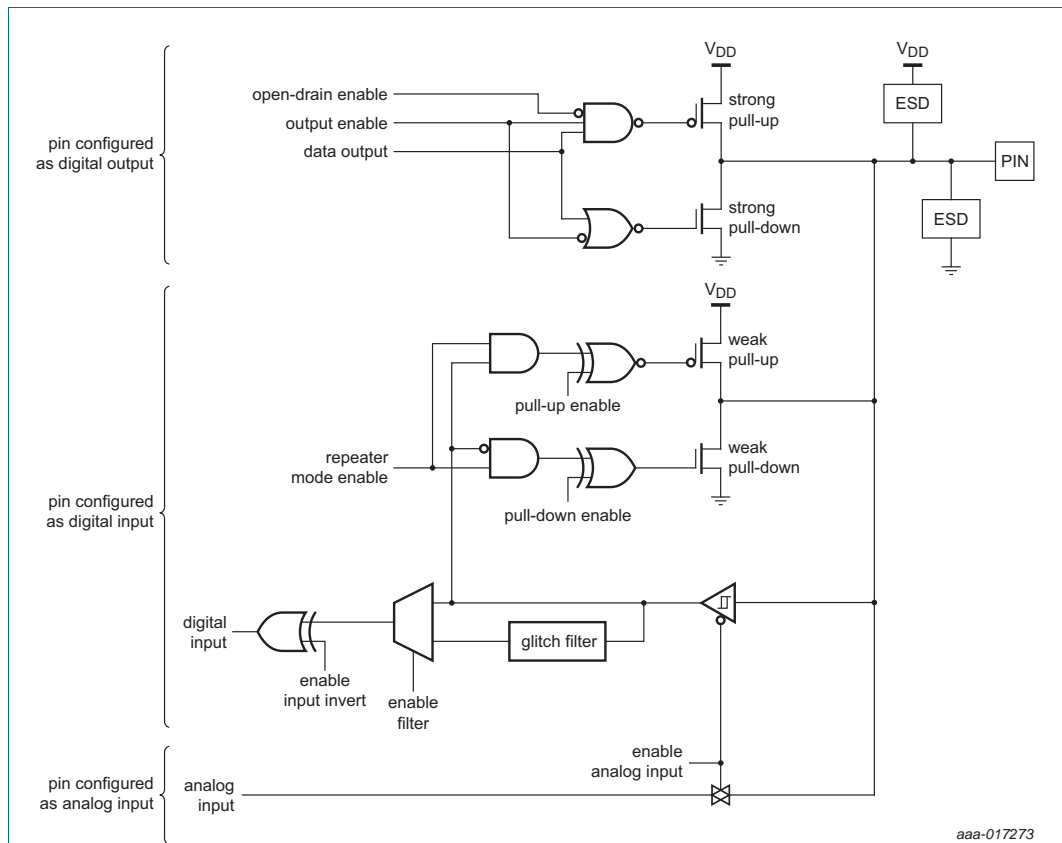 VDD
VDD
open-drain enable
strong
pull-up
ESD
output enable
pin configured
as digital output
data output
PIN
strong
pull-down
ESD
VDD
weak
pull-up
pull-up enable
repeater
mode enable
weak
pull-down
pin configured
as digital input
pull-down enable
digital
input
glitch filter
enable
input invert
enable
filter
enable
analog input
pin configured
as analog input
analog
input
aaa-017273